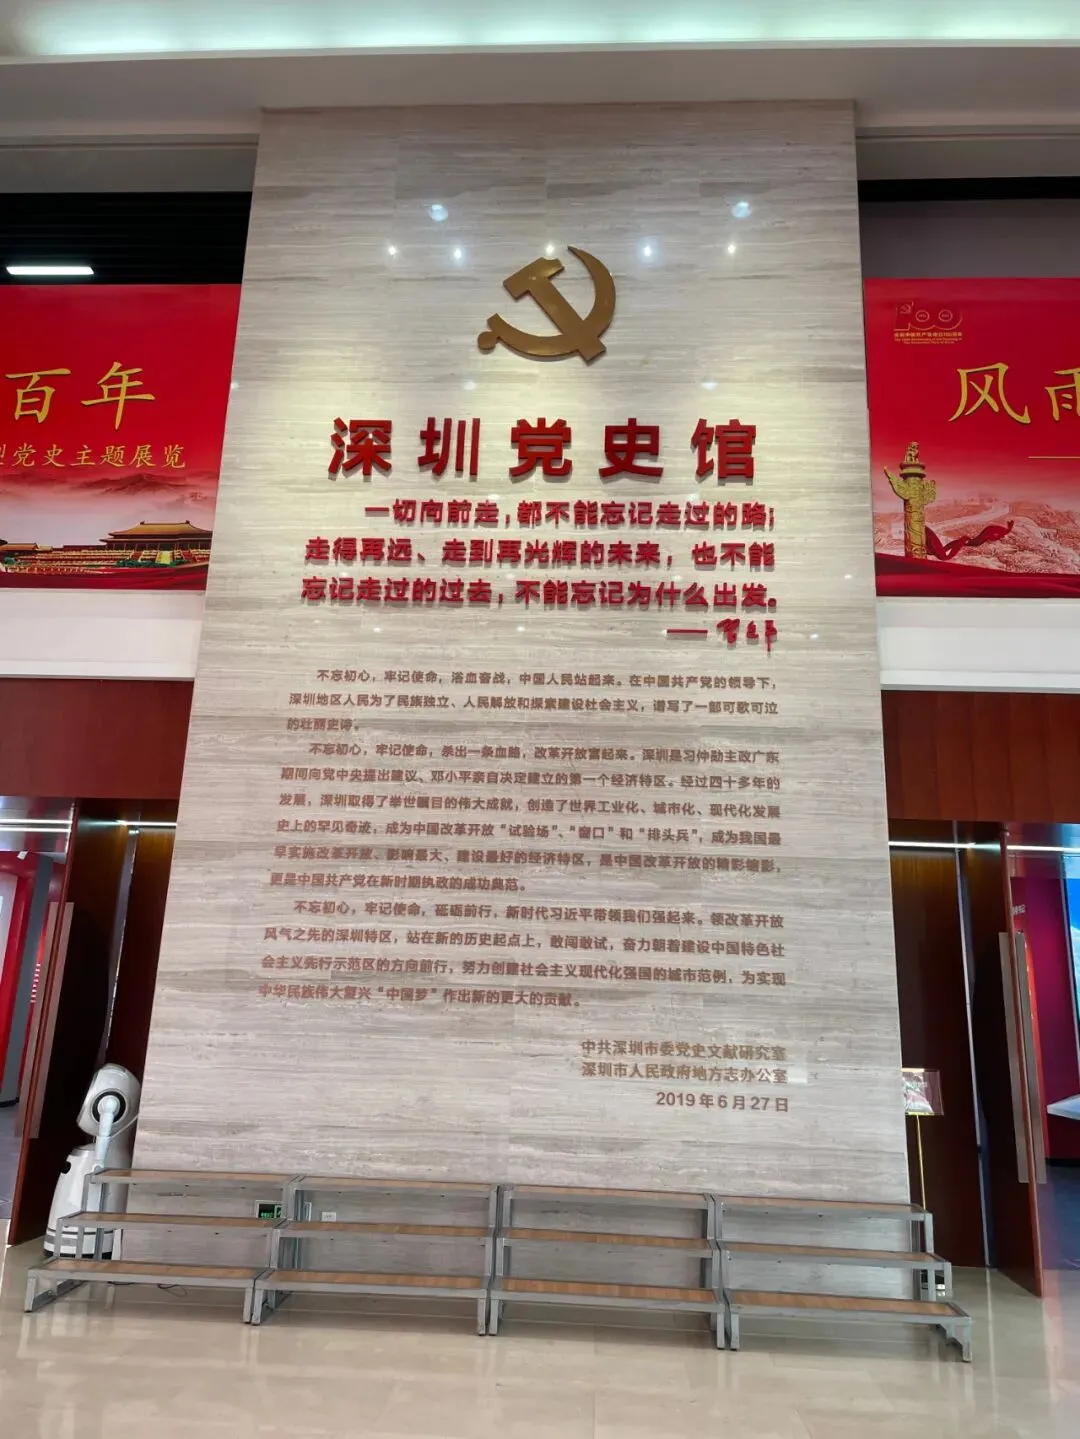 百年
型党史主题展览
100
风雨
深圳党史馆
一切向前走，都不能忘记走过的路；
走得再远、走到再光辉的未来，也不能
忘记走过的过去，不能忘记为什么出发。
——习近平
不忘初心，牢记使命，浴血奋战，中国人民站起来。在中国共产党的领导下，
深圳地区人民为了民族独立、人民解放和探索建设社会主义，谱写了一部可歌可泣
的壮丽史诗。
不忘初心，牢记使命，杀出一条血路，改革开放富起来。深圳是习仲勋主政广东
期间向党中央提出建议、邓小平亲自决定建立的第一个经济特区。经过四十多年的
发展，深圳取得了举世瞩目的伟大成就，创造了世界工业化、城市化、现代化发展
史上的罕见奇迹，成为中国改革开放“试验场”、“窗口”和“排头兵”，成为我国最
早实施改革开放、影响最大、建设最好的经济特区，是中国改革开放的精彩缩影，
更是中国共产党在新时期执政的成功典范。
不忘初心，牢记使命，砥砺前行，新时代习近平带领我们强起来。领改革开放
风气之先的深圳特区，站在新的历史起点上，敢闯敢试，奋力朝着建设中国特色社
会主义先行示范区的方向前行，努力创建社会主义现代化强国的城市范例，为实现
中华民族伟大复兴“中国梦”作出新的更大的贡献。
中共深圳市委党史文献研究室
深圳市人民政府地方志办公室
2019年6月27日